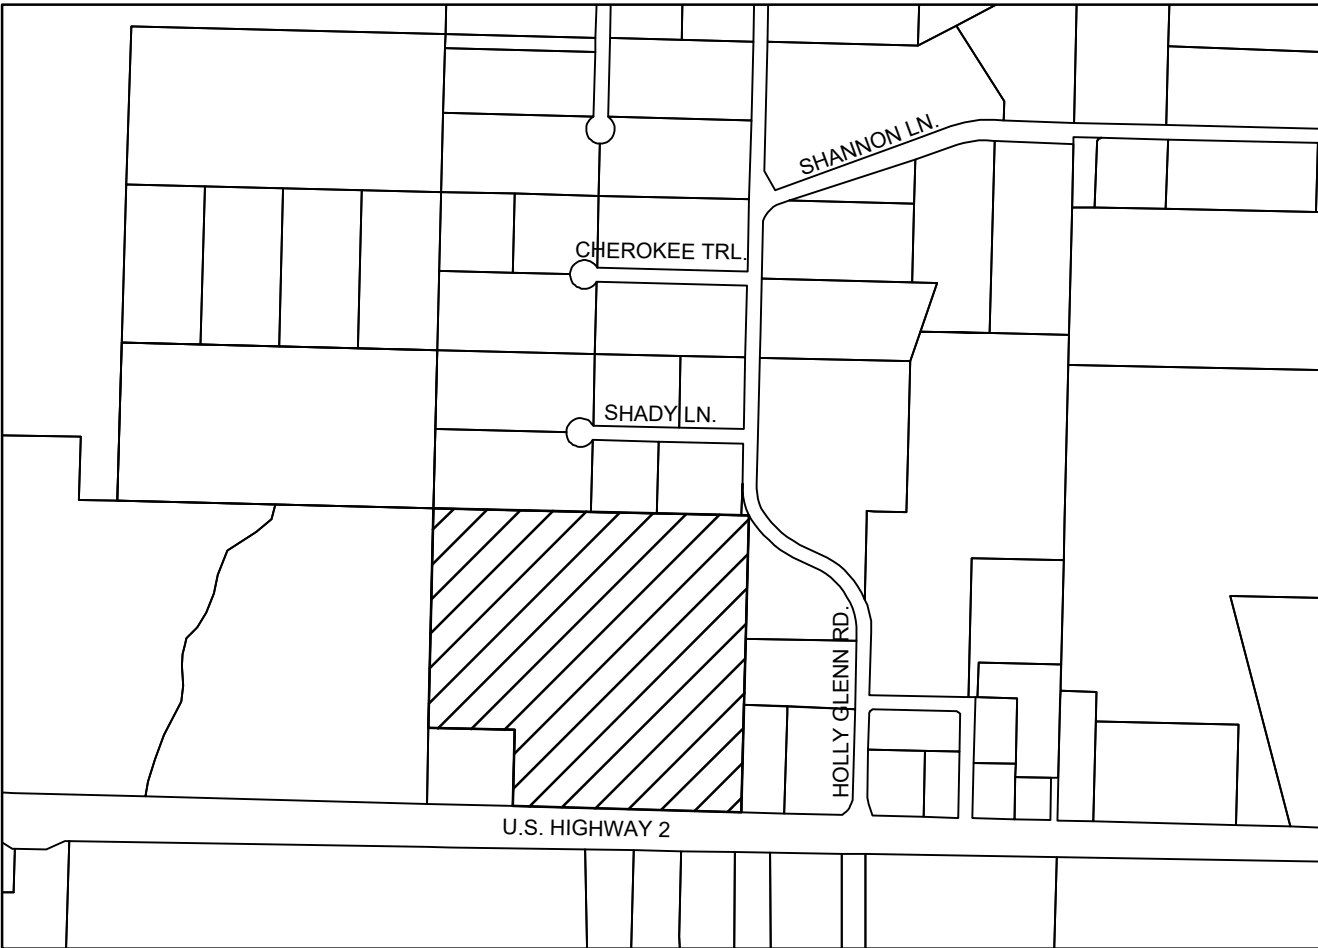 SHANNON LN.
CHEROKEE TRL.
SHADY LN.
HOLLY GLENN RD.
U.S. HIGHWAY 2